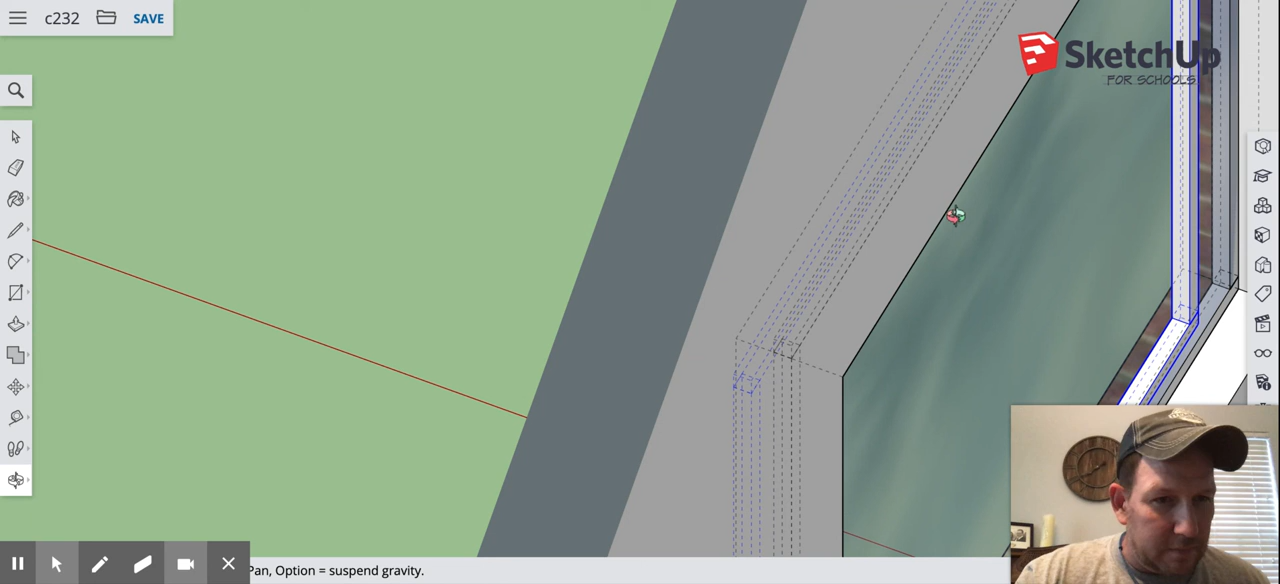 c232
SAVE
SketchUp
FOR SCHOOLS
Pan, Option = suspend gravity.